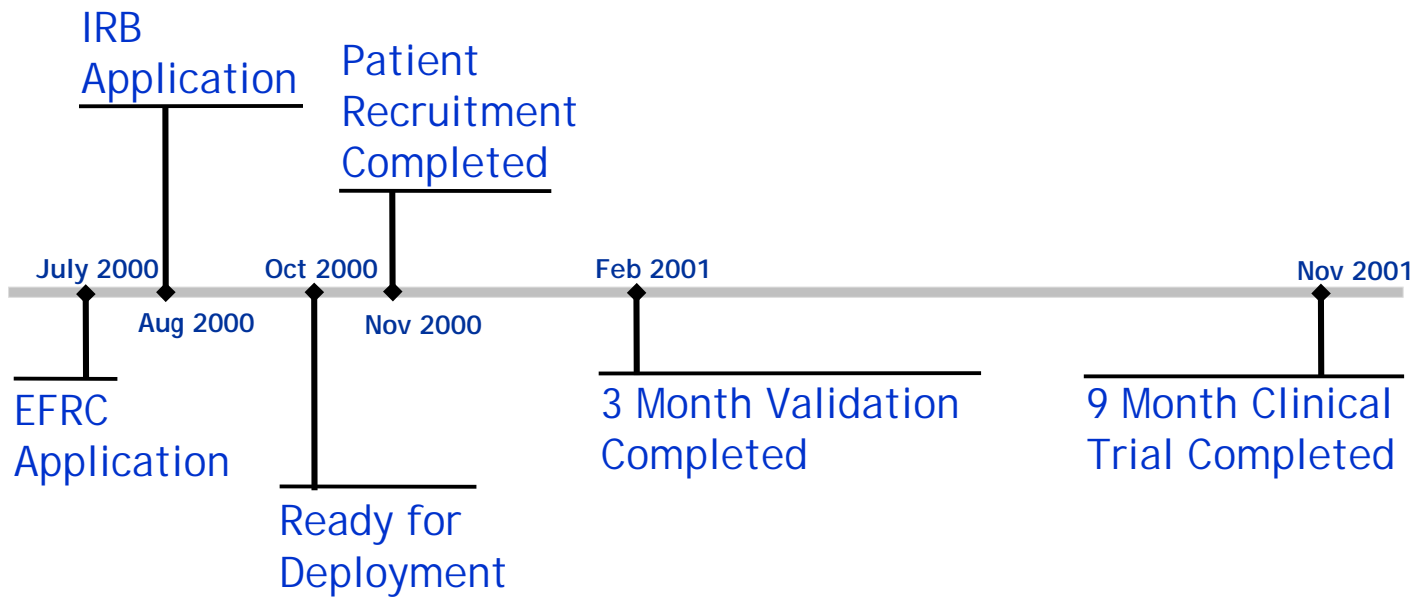 IRB
Application
Patient
Recruitment
Completed
July 2000
Oct 2000
Feb 2001
Nov 2001
Aug 2000
Nov 2000
EFRC
Application
3 Month Validation
Completed
9 Month Clinical
Trial Completed
Ready for
Deployment